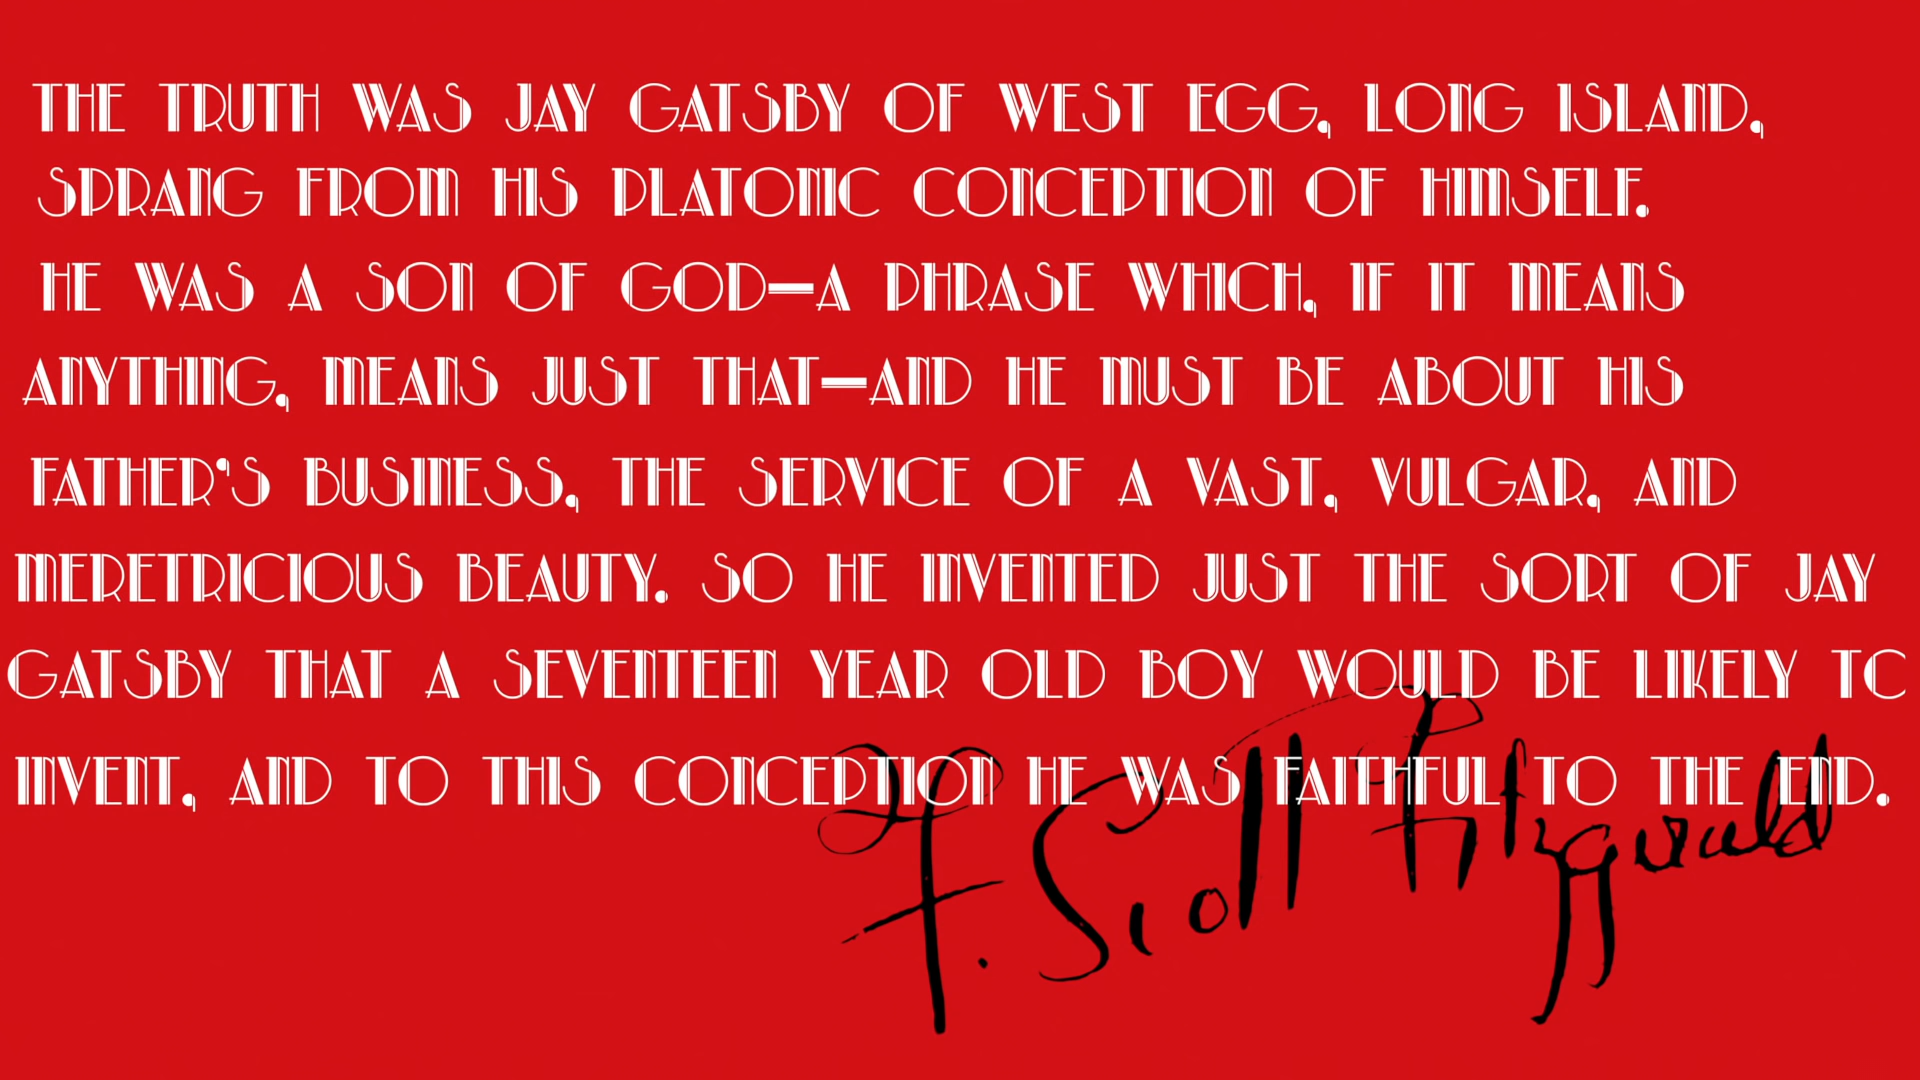 THE TRUTH WAS JAY GATSBY OF WEST EGG, LONG ISLAND,
SPRANG FROM HIS PLATONIC CONCEPTION OF HIMSELF.
HE WAS A SON OF GOD—A PHRASE WHICH, IF IT MEANS
ANYTHING, MEANS JUST THAT—AND HE MUST BE ABOUT HIS
FATHER'S BUSINESS, THE SERVICE OF A VAST, VULGAR, AND
MERETRICIOUS BEAUTY. SO HE INVENTED JUST THE SORT OF JAY
GATSBY THAT A SEVENTEEN YEAR OLD BOY WOULD BE LIKELY TO
INVENT, AND TO THIS CONCEPTION HE WAS FAITHFUL TO THE END.
F. Scott Fitzgerald